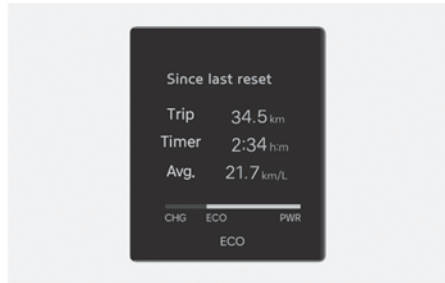 Since last reset
Trip 34.5 km
Timer 2:34 h:m
Avg. 21.7 km/L
CHG ECO PWR
ECO